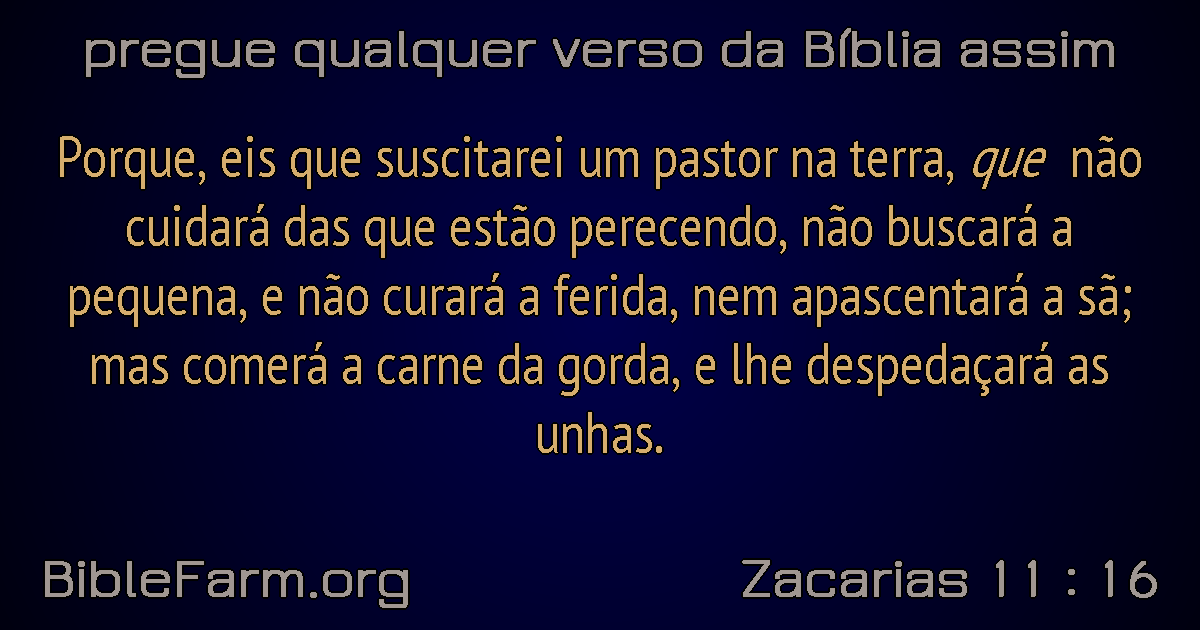 pregue qualquer verso da Bíblia assim
Porque, eis que suscitarei um pastor na terra, que não
cuidará das que estão perecendo, não buscará a
pequena, e não curará a ferida, nem apascentará a sã;
mas comerá a carne da gorda, e lhe despedaçará as
unhas.
BibleFarm.org
Zacarias 11 : 16